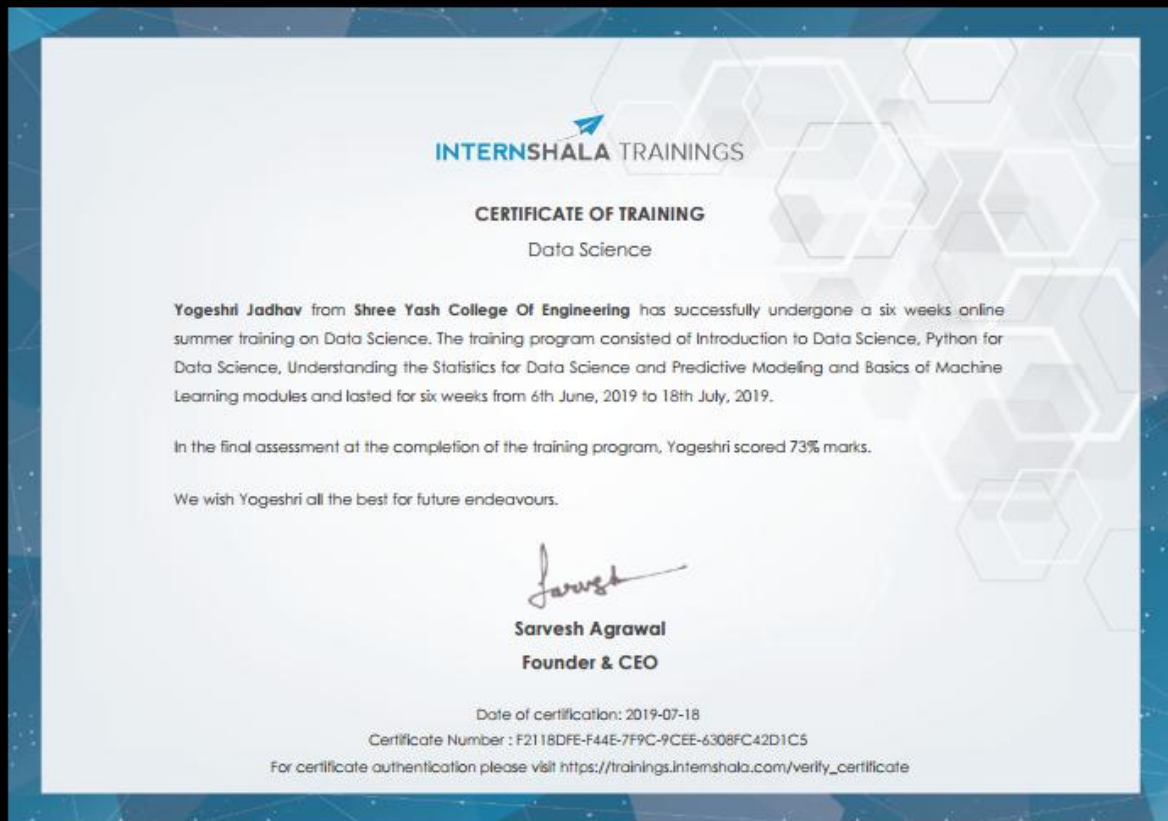 INTERNSHALA TRAININGS
CERTIFICATE OF TRAINING
Data Science
Yogeshri Jadhav from Shree Yash College Of Engineering has successfully undergone a six weeks online
summer training on Data Science. The training program consisted of Introduction to Data Science, Python for
Data Science, Understanding the Statistics for Data Science and Predictive Modeling and Basics of Machine
Learning modules and lasted for six weeks from 6th June, 2019 to 18th July, 2019.
In the final assessment at the completion of the training program, Yogeshri scored 73% marks.
We wish Yogeshri all the best for future endeavours.
Sarvesh
Sarvesh Agrawal
Founder & CEO
Date of certification: 2019-07-18
Certificate Number : F2118DFE-F44E-7F9C-9CEE-6308FC42D1C5
For certificate authentication please visit https://trainings.internshala.com/verify_certificate